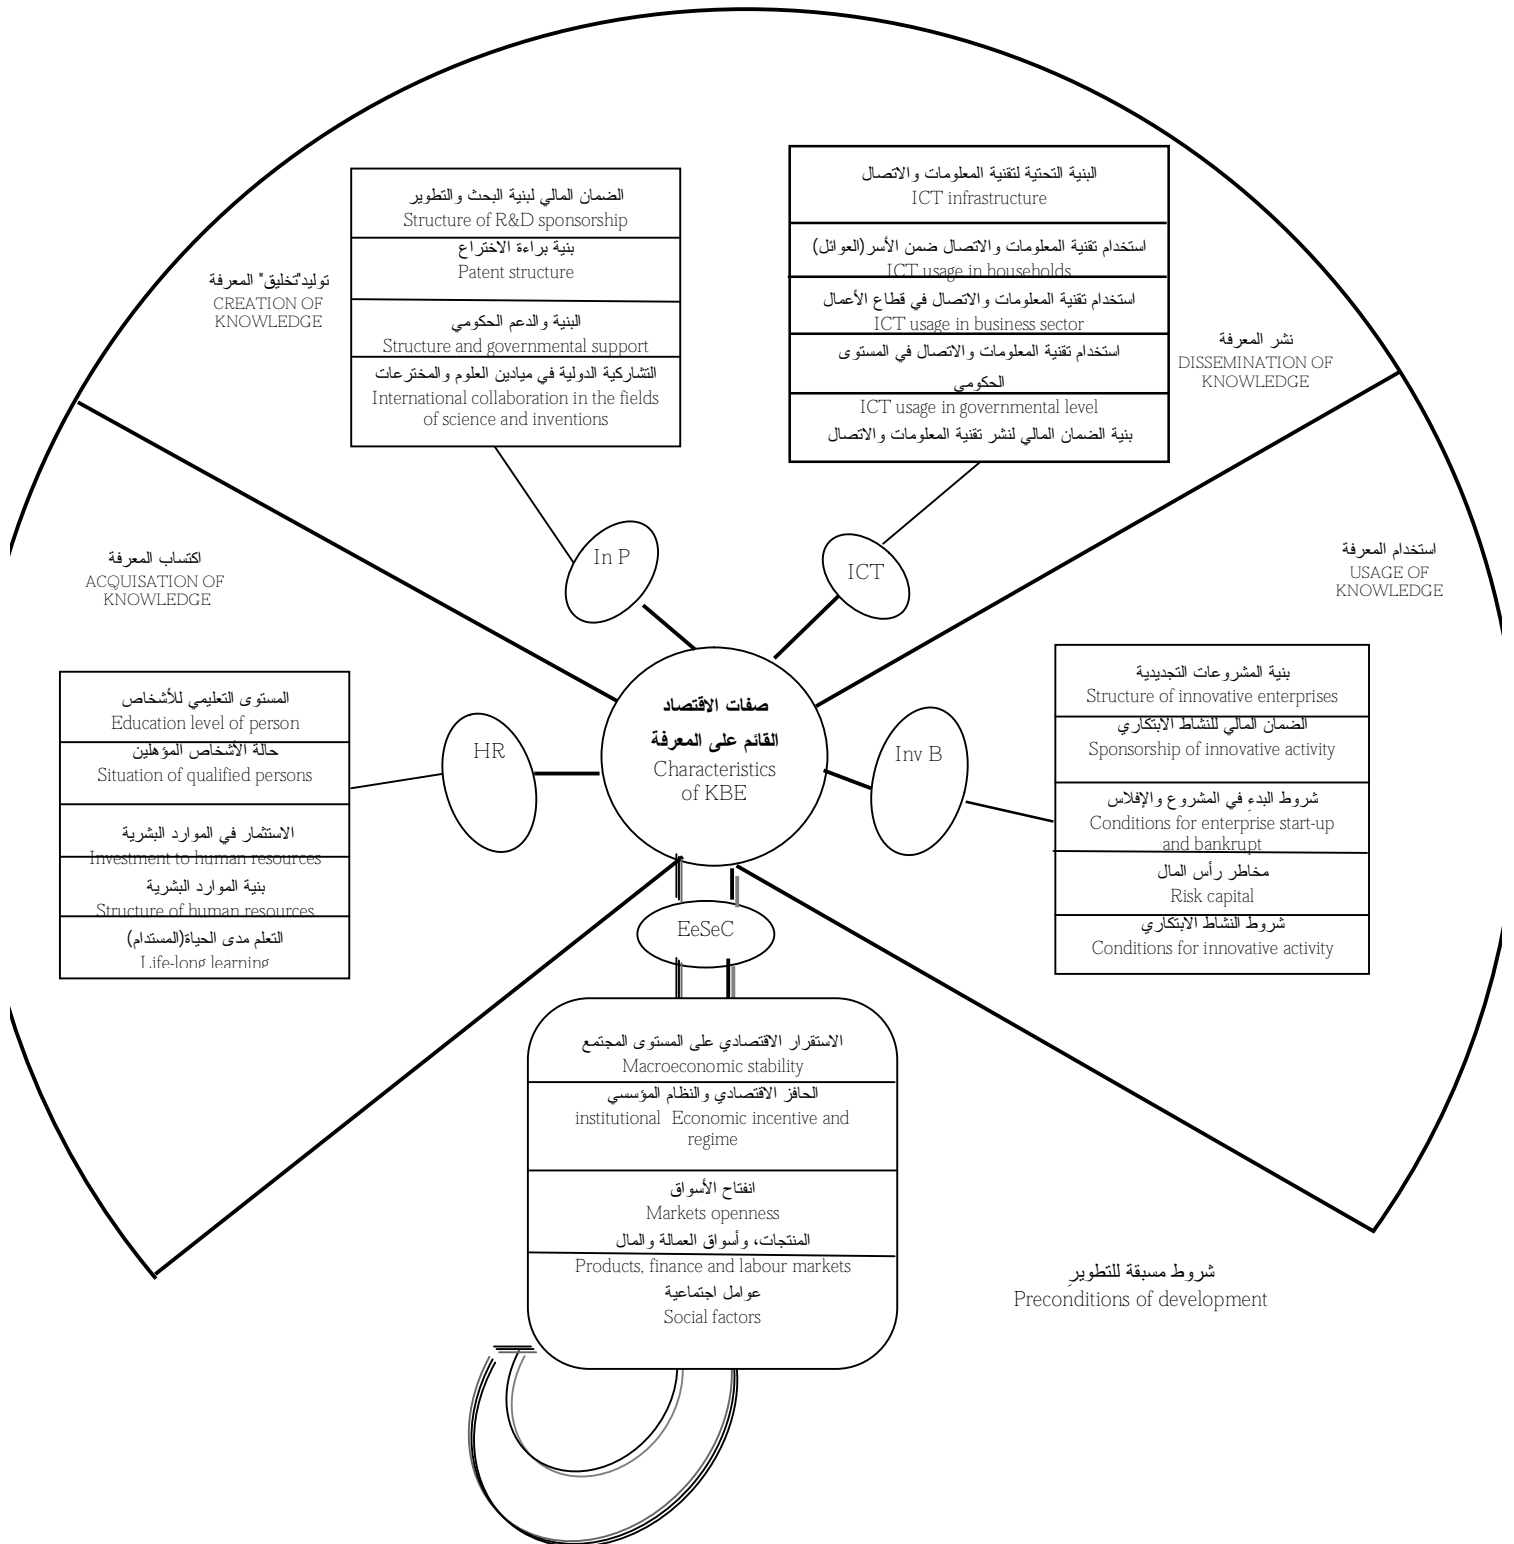 الضمان المالي لبنية البحث والتطوير
Structure of R&D sponsorship
بنية براءة الاختراع
Patent structure
البنية والدعم الحكومي
Structure and governmental support
التشاركية الدولية في ميادين العلوم والمخترعات
International collaboration in the fields
of science and inventions
البنية التحتية لتقنية المعلومات والاتصال
ICT infrastructure
استخدام تقنية المعلومات والاتصال ضمن الأسر(العوائل)
ICT usage in households
استخدام تقنية المعلومات والاتصال في قطاع الأعمال
ICT usage in business sector
استخدام تقنية المعلومات والاتصال في المستوى
الحكومي
ICT usage in governmental level
بنية الضمان المالي لنشر تقنية المعلومات والاتصال
توليد"تخليق" المعرفة
CREATION OF
KNOWLEDGE
نشر المعرفة
DISSEMINATION OF
KNOWLEDGE
اكتساب المعرفة
ACQUISATION OF
KNOWLEDGE
استخدام المعرفة
USAGE OF
KNOWLEDGE
In P
ICT
المستوى التعليمي للأشخاص
Education level of person
حالة الأشخاص المؤهلين
Situation of qualified persons
الاستثمار في الموارد البشرية
Investment to human resources
بنية الموارد البشرية
Structure of human resources
التعلم مدى الحياة(المستدام)
Life-long learning
HR
صفات الاقتصاد
القائم على المعرفة
Characteristics
of KBE
Inv B
بنية المشروعات التجديدية
Structure of innovative enterprises
الضمان المالي للنشاط الابتكاري
Sponsorship of innovative activity
شروط البدءِ في المشروع والإفلاس
Conditions for enterprise start-up
and bankrupt
مخاطر رأس المال
Risk capital
شروط النشاط الابتكاري
Conditions for innovative activity
EeSeC
الاستقرار الاقتصادي على المستوى المجتمع
Macroeconomic stability
الحافز الاقتصادي والنظام المؤسسي
institutional Economic incentive and
regime
انفتاح الأسواق
Markets openness
المنتجات، وأسواق العمالة والمال
Products, finance and labour markets
عوامل اجتماعية
Social factors
شروط مسبقة للتطويرِ
Preconditions of development